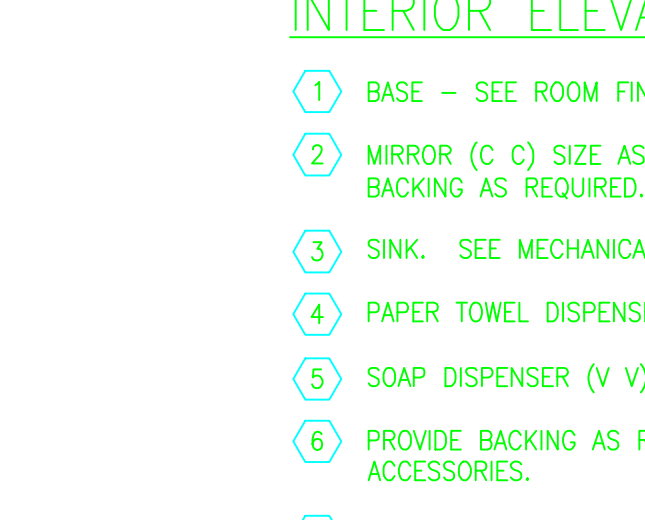 INTERIOR ELEVA
1 BASE – SEE ROOM FIN
2 MIRROR (C C) SIZE AS
BACKING AS REQUIRED.
3 SINK. SEE MECHANICA
4 PAPER TOWEL DISPENS
5 SOAP DISPENSER (V V)
6 PROVIDE BACKING AS
ACCESSORIES.